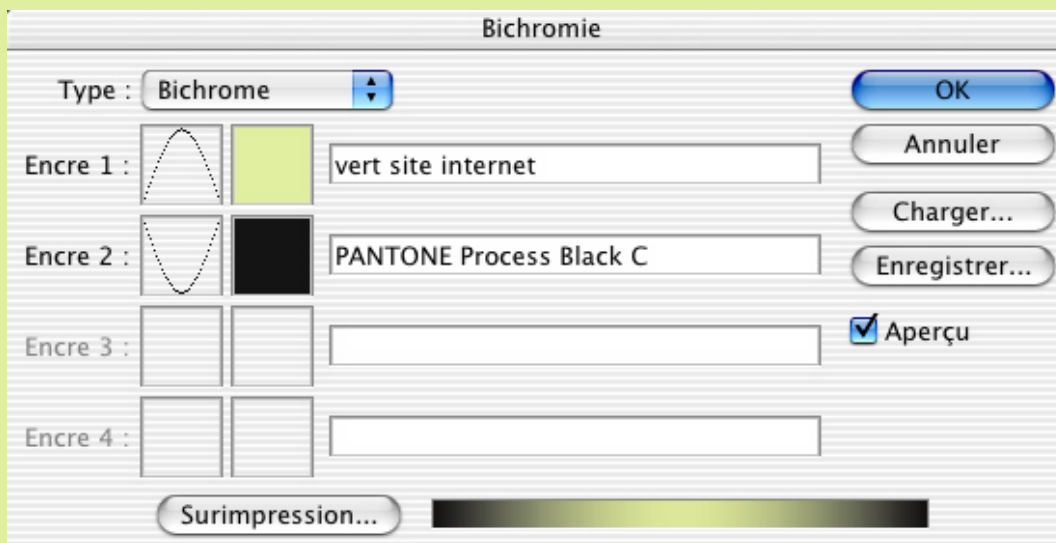 Bichromie
Type : Bichrome
OK
Annuler
Encre 1 : vert site internet
Charger...
Encre 2 : PANTONE Process Black C
Enregistrer...
Aperçu
Encre 3 :
Encre 4 :
Surimpression...